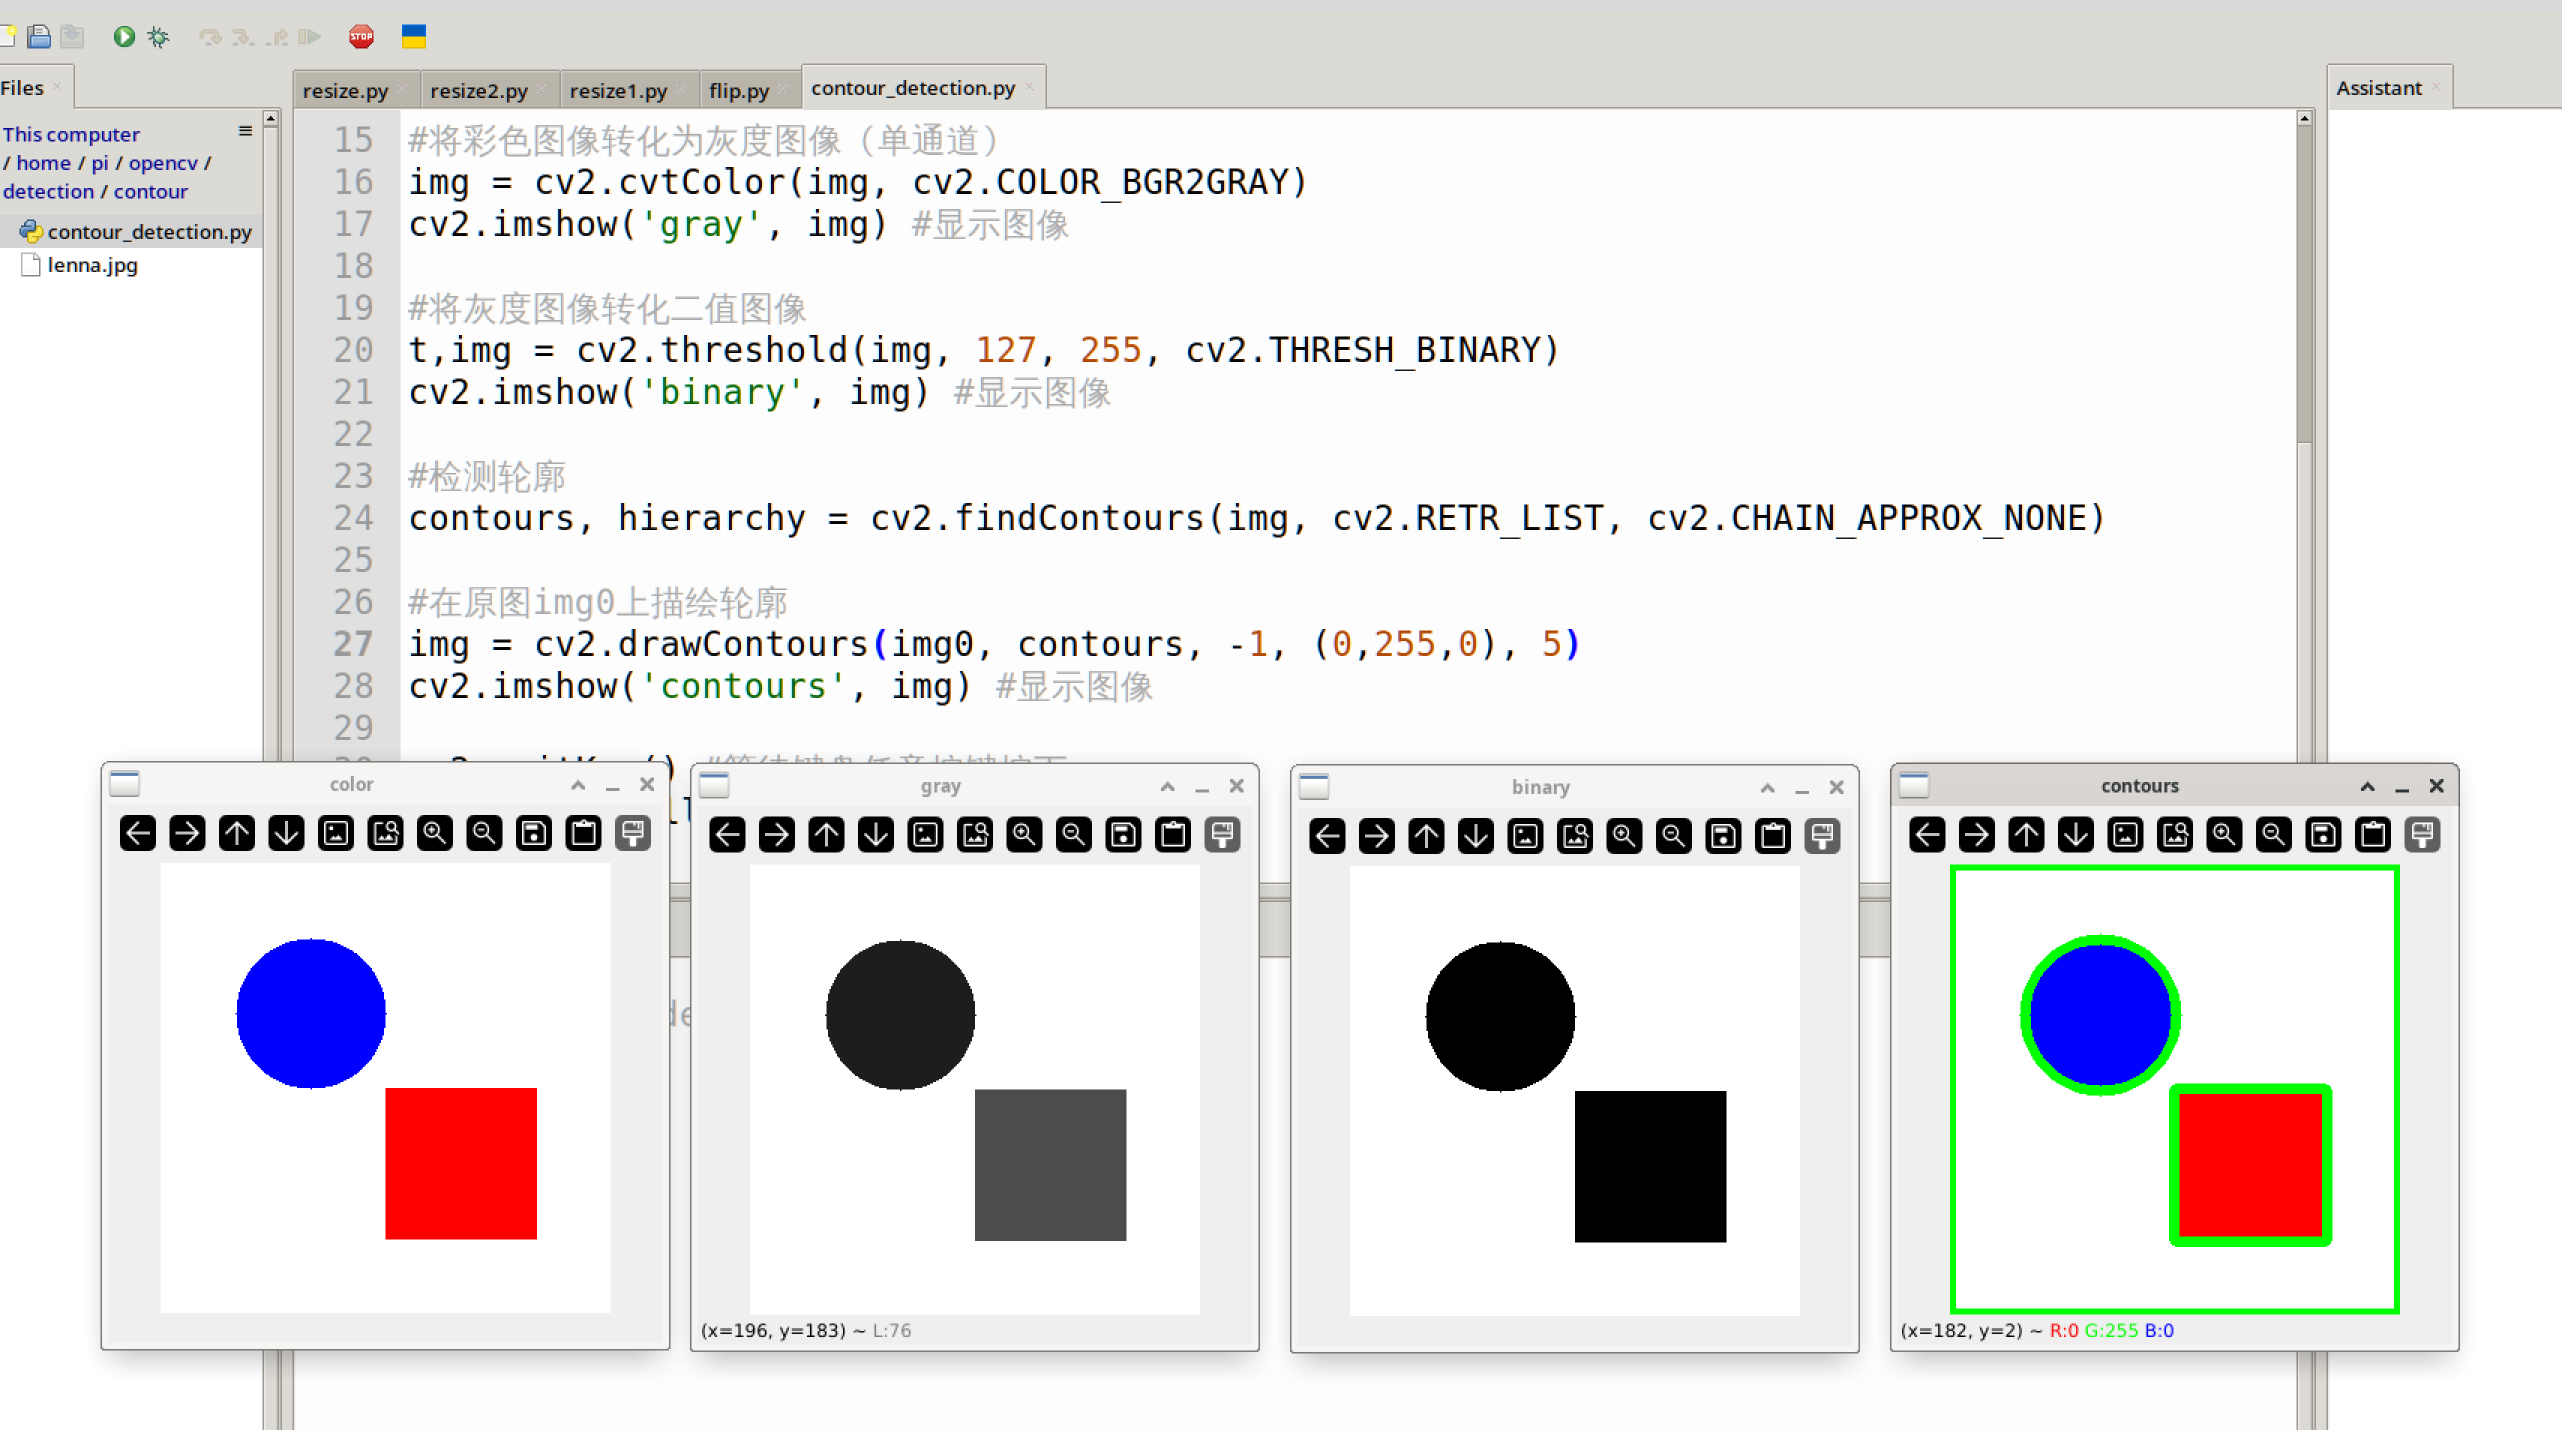 STOP
Files
resize.py
resize2.py
resize1.py
flip.py
contour_detection.py
Assistant
This computer
/ home / pi / opencv /
detection / contour
contour_detection.py
lenna.jpg
15 #将彩色图像转化为灰度图像（单通道）
16 img = cv2.cvtColor(img, cv2.COLOR_BGR2GRAY)
17 cv2.imshow('gray', img) #显示图像
18
19 #将灰度图像转化二值图像
20 t,img = cv2.threshold(img, 127, 255, cv2.THRESH_BINARY)
21 cv2.imshow('binary', img) #显示图像
22
23 #检测轮廓
24 contours, hierarchy = cv2.findContours(img, cv2.RETR_LIST, cv2.CHAIN_APPROX_NONE)
25
26 #在原图img0上描绘轮廓
27 img = cv2.drawContours(img0, contours, -1, (0,255,0), 5)
28 cv2.imshow('contours', img) #显示图像
29
color
gray
(x=196, y=183) ~ L:76
binary
contours
(x=182, y=2) ~ R:0 G:255 B:0